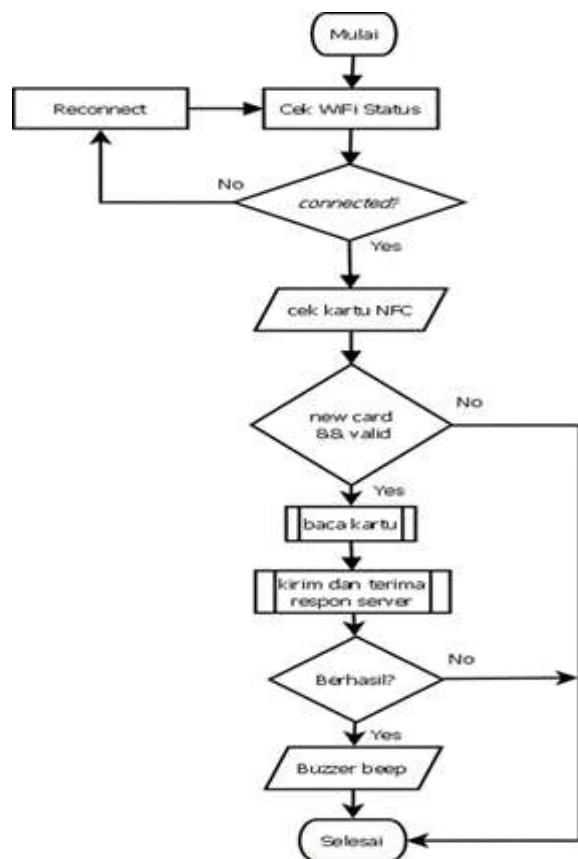 Mulai
Reconnect
Cek WiFi Status
No
connected?
Yes
cek kartu NFC
new card
&& valid
No
Yes
baca kartu
kirim dan terima
respon server
Berhasil?
No
Yes
Buzzer beep
Selesai